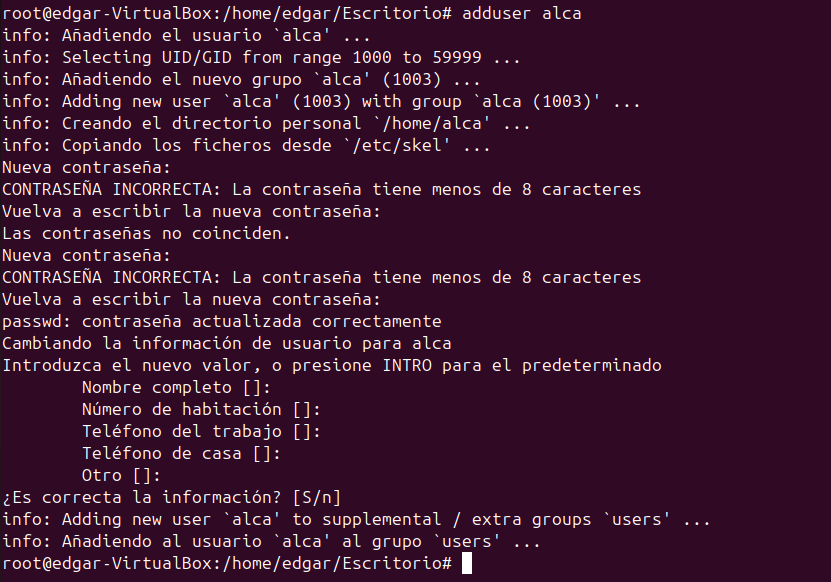 root@edgar-VirtualBox:/home/edgar/Escritorio# adduser alca
info: Añadiendo el usuario `alca' ...
info: Selecting UID/GID from range 1000 to 59999 ...
info: Añadiendo el nuevo grupo `alca' (1003) ...
info: Adding new user `alca' (1003) with group `alca (1003)' ...
info: Creando el directorio personal `/home/alca' ...
info: Copiando los ficheros desde `/etc/skel' ...
Nueva contraseña:
CONTRASEÑA INCORRECTA: La contraseña tiene menos de 8 caracteres
Vuelva a escribir la nueva contraseña:
Las contraseñas no coinciden.
Nueva contraseña:
CONTRASEÑA INCORRECTA: La contraseña tiene menos de 8 caracteres
Vuelva a escribir la nueva contraseña:
passwd: contraseña actualizada correctamente
Cambiando la información de usuario para alca
Introduzca el nuevo valor, o presione INTRO para el predeterminado
        Nombre completo []:
        Número de habitación []:
        Teléfono del trabajo []:
        Teléfono de casa []:
        Otro []:
¿Es correcta la información? [S/n]
info: Adding new user `alca' to supplemental / extra groups `users' ...
info: Añadiendo al usuario `alca' al grupo `users' ...
root@edgar-VirtualBox:/home/edgar/Escritorio#